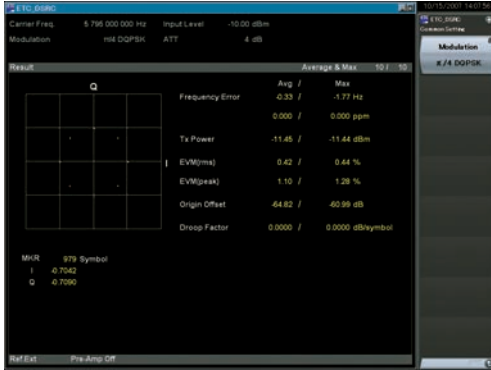 ETC_DSRC
10/15/2007 14:01:56
Carrier Freq. 5 795 000 000 Hz Input Level -10.00 dBm
Modulation π/4 DQPSK ATT 4 dB
ETC_DSRC
Common Setting
Modulation
π/4 DQPSK
Result Average & Max 10 / 10
Q
I
Avg / Max
Frequency Error -0.33 / -1.77 Hz
0.000 / 0.000 ppm
Tx Power -11.45 / -11.44 dBm
EVM(rms) 0.42 / 0.44 %
EVM(peak) 1.10 / 1.28 %
Origin Offset -64.82 / -60.99 dB
Droop Factor 0.0000 / 0.0000 dB/symbol
MKR 979 Symbol
I -0.7042
Q -0.7090
Ref.Ext Pre-Amp Off